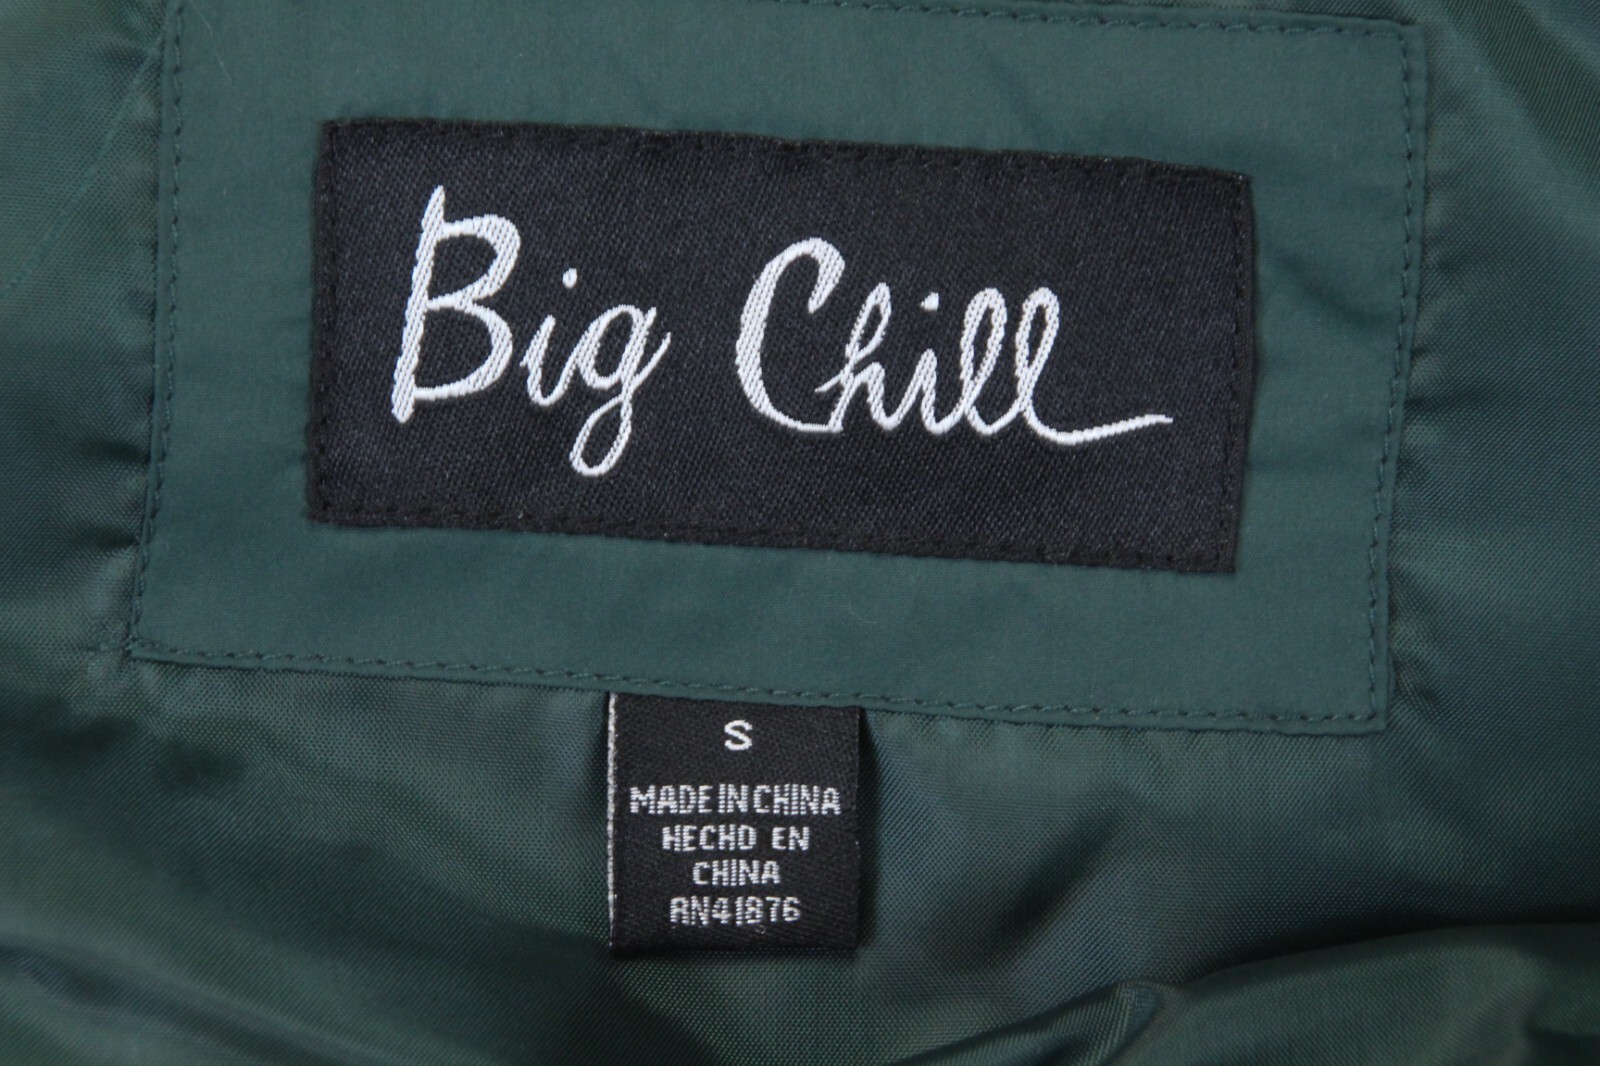 Big Chill
S
MADE IN CHINA
HECHO EN
CHINA
RN41876